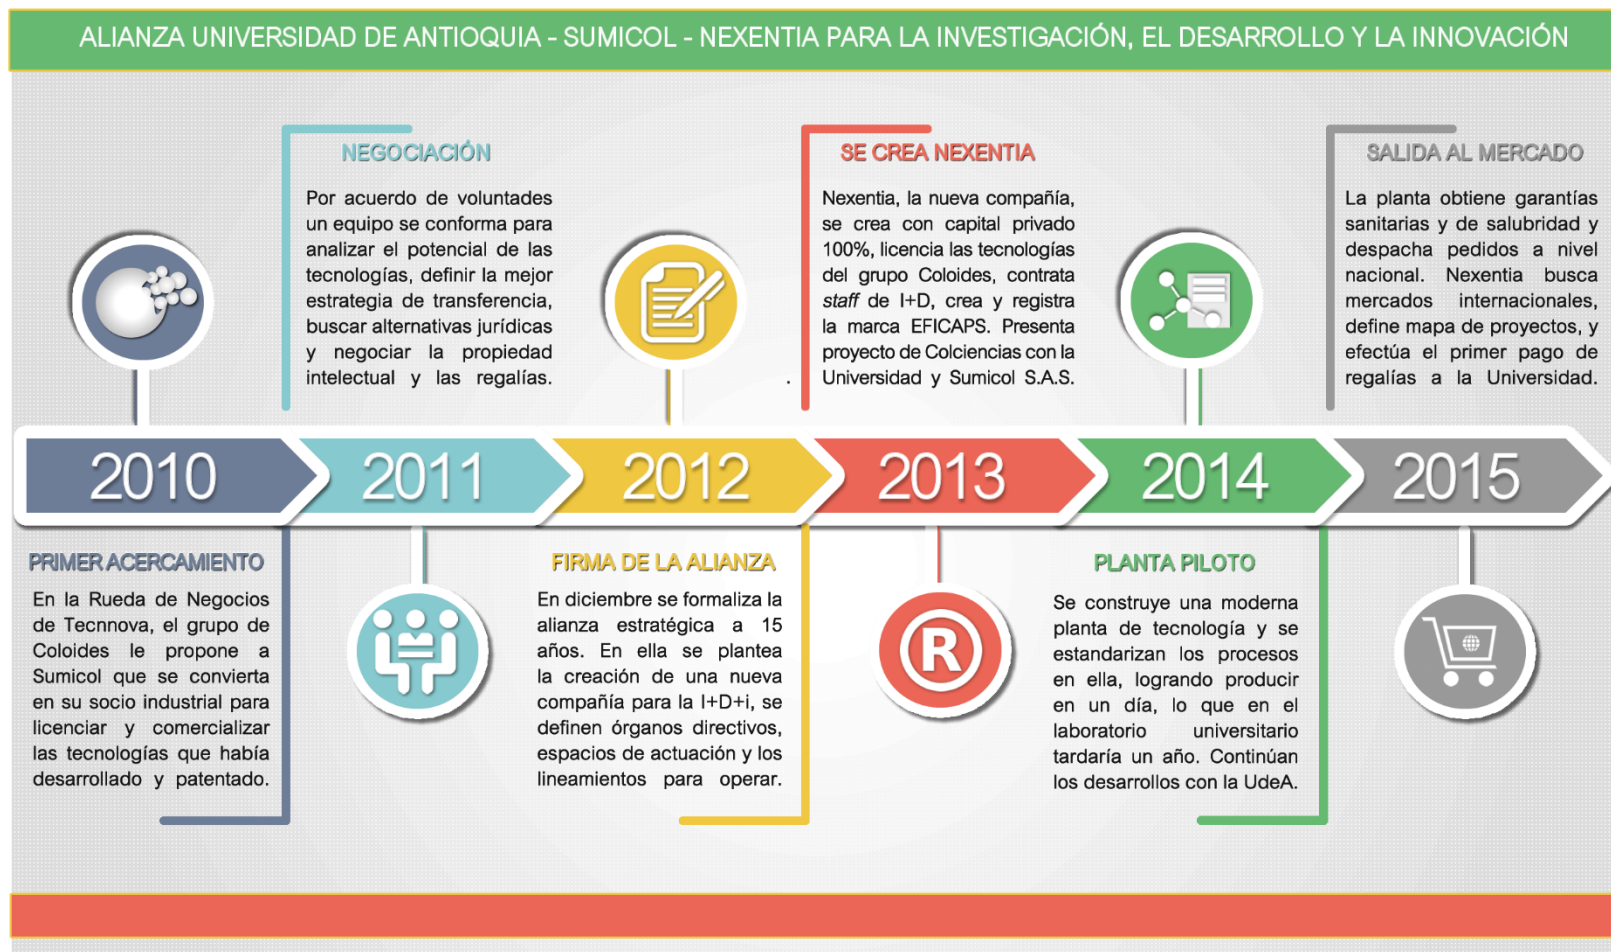 ALIANZA UNIVERSIDAD DE ANTIOQUIA - SUMICOL - NEXENTIA PARA LA INVESTIGACIÓN, EL DESARROLLO Y LA INNOVACIÓN
NEGOCIACIÓN
Por acuerdo de voluntades
un equipo se conforma para
analizar el potencial de las
tecnologías, definir la mejor
estrategia de transferencia,
buscar alternativas jurídicas
y negociar la propiedad
intelectual y las regalías.
.
SE CREA NEXENTIA
Nexentia, la nueva compañía,
se crea con capital privado
100%, licencia las tecnologías
del grupo Coloides, contrata
staff de I+D, crea y registra
la marca EFICAPS. Presenta
proyecto de Colciencias con la
Universidad y Sumicol S.A.S.
SALIDA AL MERCADO
La planta obtiene garantías
sanitarias y de salubridad y
despacha pedidos a nivel
nacional. Nexentia busca
mercados internacionales,
define mapa de proyectos, y
efectúa el primer pago de
regalías a la Universidad.
2010
2011
2012
2013
2014
2015
PRIMER ACERCAMIENTO
En la Rueda de Negocios
de Tecnnova, el grupo de
Coloides le propone a
Sumicol que se convierta
en su socio industrial para
licenciar y comercializar
las tecnologías que había
desarrollado y patentado.
FIRMA DE LA ALIANZA
En diciembre se formaliza la
alianza estratégica a 15
años. En ella se plantea
la creación de una nueva
compañía para la I+D+i, se
definen órganos directivos,
espacios de actuación y los
lineamientos para operar.
R
PLANTA PILOTO
Se construye una moderna
planta de tecnología y se
estandarizan los procesos
en ella, logrando producir
en un día, lo que en el
laboratorio universitario
tardaría un año. Continúan
los desarrollos con la UdeA.